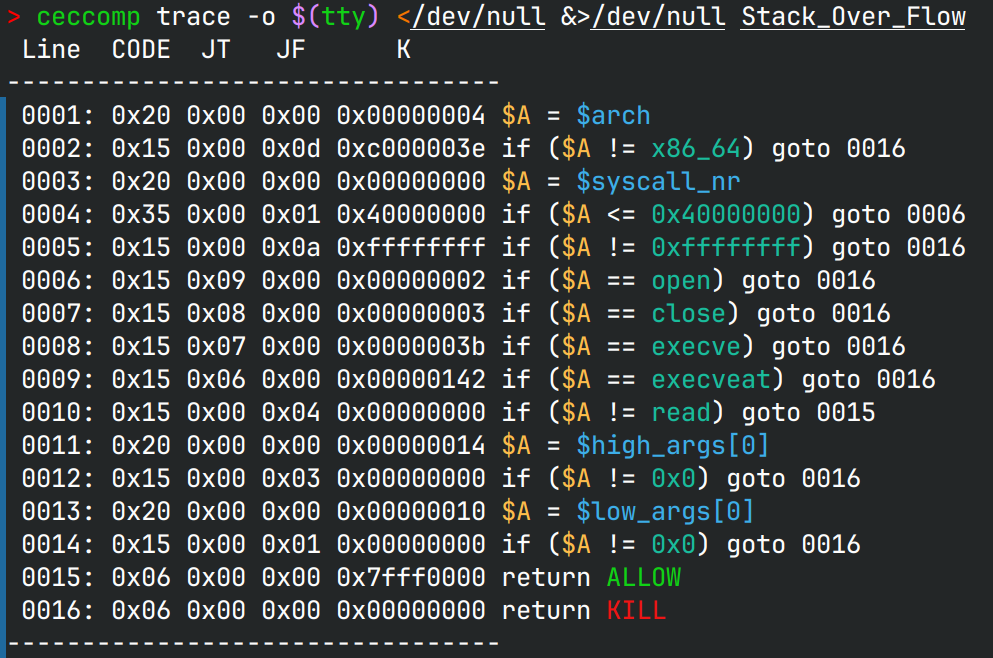 > ceccomp trace -o $(tty) </dev/null &>/dev/null Stack_Over_Flow
Line CODE JT JF K
---------------------------------
0001: 0x20 0x00 0x00 0x00000004 $A = $arch
0002: 0x15 0x00 0x0d 0xc000003e if ($A != x86_64) goto 0016
0003: 0x20 0x00 0x00 0x00000000 $A = $syscall_nr
0004: 0x35 0x00 0x01 0x40000000 if ($A <= 0x40000000) goto 0006
0005: 0x15 0x00 0x0a 0xffffffff if ($A != 0xffffffff) goto 0016
0006: 0x15 0x09 0x00 0x00000002 if ($A == open) goto 0016
0007: 0x15 0x08 0x00 0x00000003 if ($A == close) goto 0016
0008: 0x15 0x07 0x00 0x0000003b if ($A == execve) goto 0016
0009: 0x15 0x06 0x00 0x00000142 if ($A == execveat) goto 0016
0010: 0x15 0x00 0x04 0x00000000 if ($A != read) goto 0015
0011: 0x20 0x00 0x00 0x00000014 $A = $high_args[0]
0012: 0x15 0x00 0x03 0x00000000 if ($A != 0x0) goto 0016
0013: 0x20 0x00 0x00 0x00000010 $A = $low_args[0]
0014: 0x15 0x00 0x01 0x00000000 if ($A != 0x0) goto 0016
0015: 0x06 0x00 0x00 0x7fff0000 return ALLOW
0016: 0x06 0x00 0x00 0x00000000 return KILL
---------------------------------